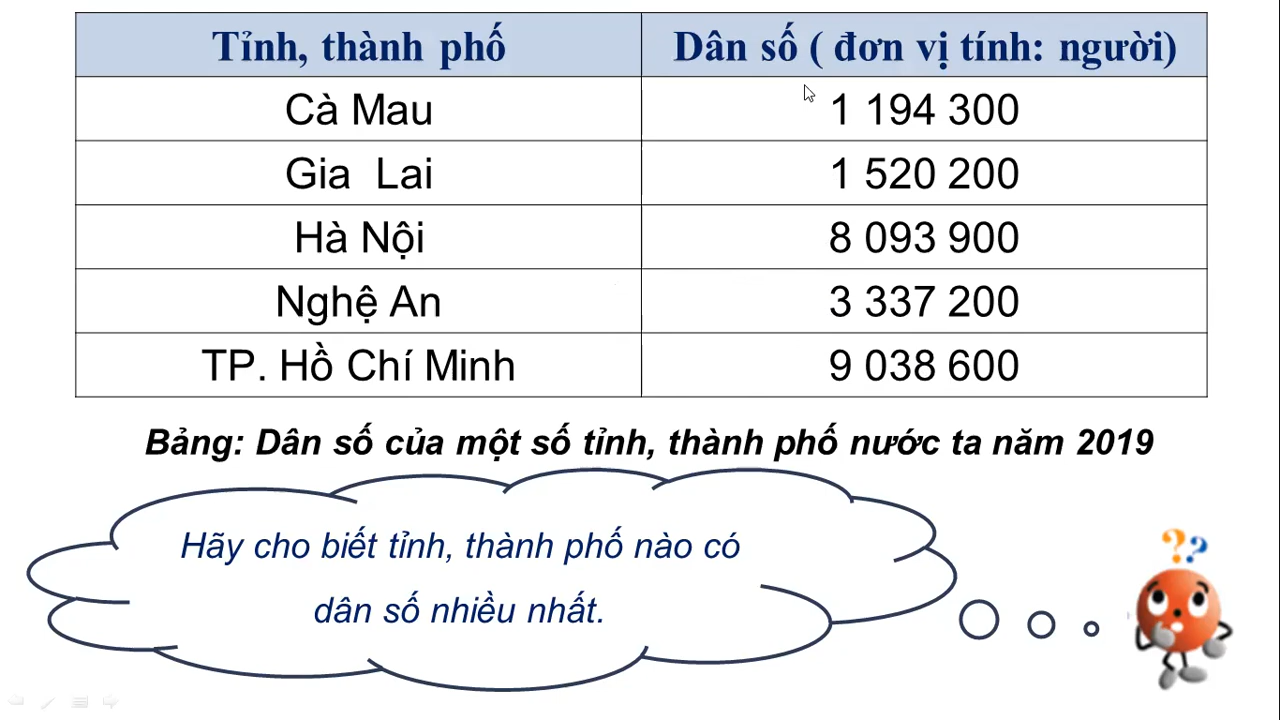 Tỉnh, thành phố Dân số ( đơn vị tính: người)
Cà Mau 1 194 300
Gia Lai 1 520 200
Hà Nội 8 093 900
Nghệ An 3 337 200
TP. Hồ Chí Minh 9 038 600
Bảng: Dân số của một số tỉnh, thành phố nước ta năm 2019
Hãy cho biết tỉnh, thành phố nào có
dân số nhiều nhất.
??